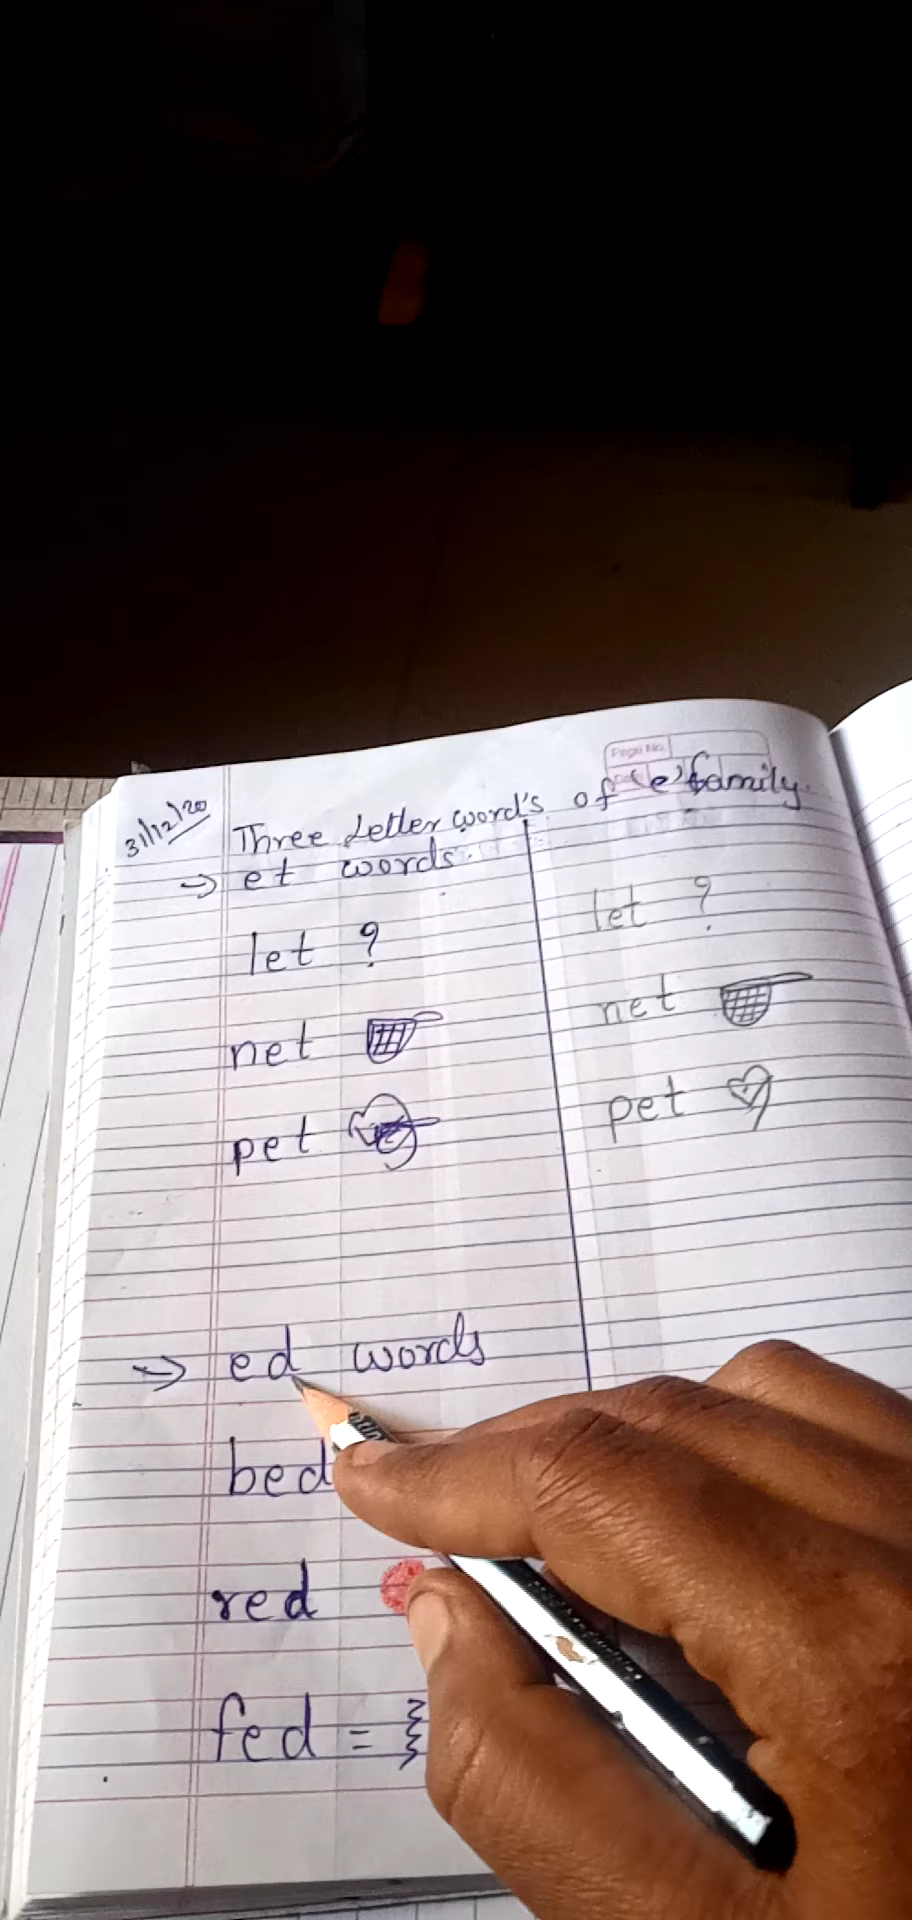 Page No.
31/12/20
Three Letter word's of 'e' family.
→ et words.
let ?
net
pet
let ?
net
pet
→ ed words
bed
red
fed =